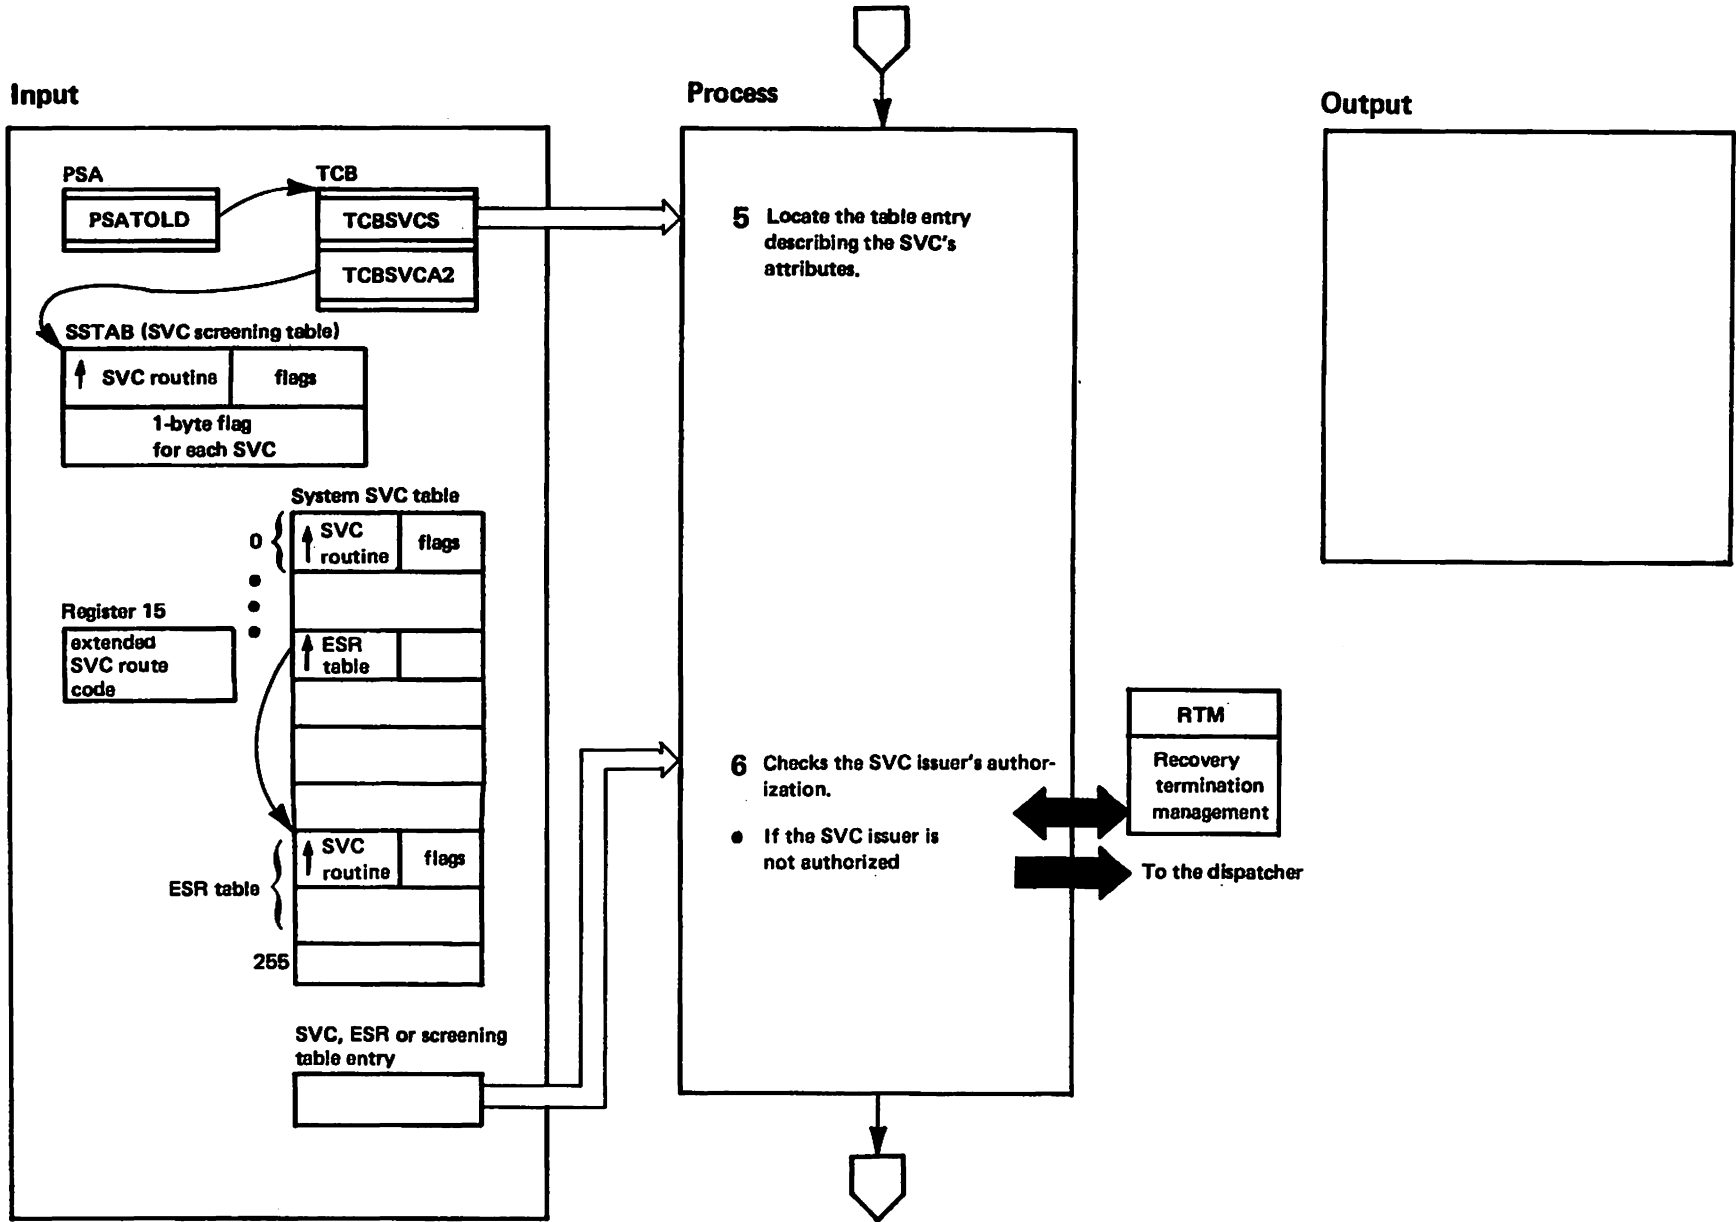 Input
PSA
PSATOLD
TCB
TCBSVCS
TCBSVCA2
SSTAB (SVC screening table)
SVC routine
flags
1-byte flag
for each SVC
System SVC table
0
SVC
routine
flags
Register 15
extended
SVC route
code
ESR
table
ESR table
SVC
routine
flags
255
SVC, ESR or screening
table entry
Process
5 Locate the table entry
describing the SVC's
attributes.
6 Checks the SVC issuer's author-
ization.
● If the SVC issuer is
not authorized
RTM
Recovery
termination
management
To the dispatcher
Output